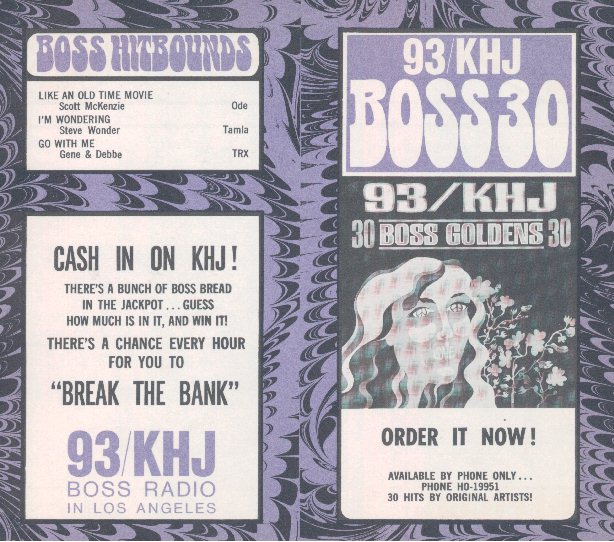 BOSS HITBOUNDS
LIKE AN OLD TIME MOVIE
Scott McKenzie Ode
I'M WONDERING
Steve Wonder Tamla
GO WITH ME
Gene & Debbe TRX
CASH IN ON KHJ!
THERE'S A BUNCH OF BOSS BREAD
IN THE JACKPOT...GUESS
HOW MUCH IS IN IT, AND WIN IT!
THERE'S A CHANCE EVERY HOUR
FOR YOU TO
"BREAK THE BANK"
93/KHJ
BOSS RADIO
IN LOS ANGELES
93/KHJ
BOSS 30
93/KHJ
30 BOSS GOLDENS 30
ORDER IT NOW!
AVAILABLE BY PHONE ONLY...
PHONE HO-19951
30 HITS BY ORIGINAL ARTISTS!